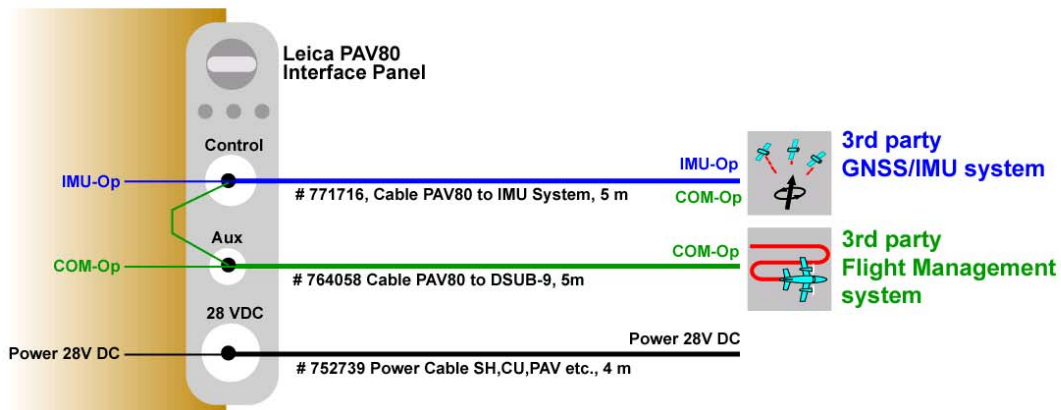 Leica PAV80
Interface Panel
Control
IMU-Op
IMU-Op
# 771716, Cable PAV80 to IMU System, 5 m
COM-Op
3rd party
GNSS/IMU system
Aux
COM-Op
COM-Op
# 764058 Cable PAV80 to DSUB-9, 5m
3rd party
Flight Management
system
28 VDC
Power 28V DC
Power 28V DC
# 752739 Power Cable SH,CU,PAV etc., 4 m